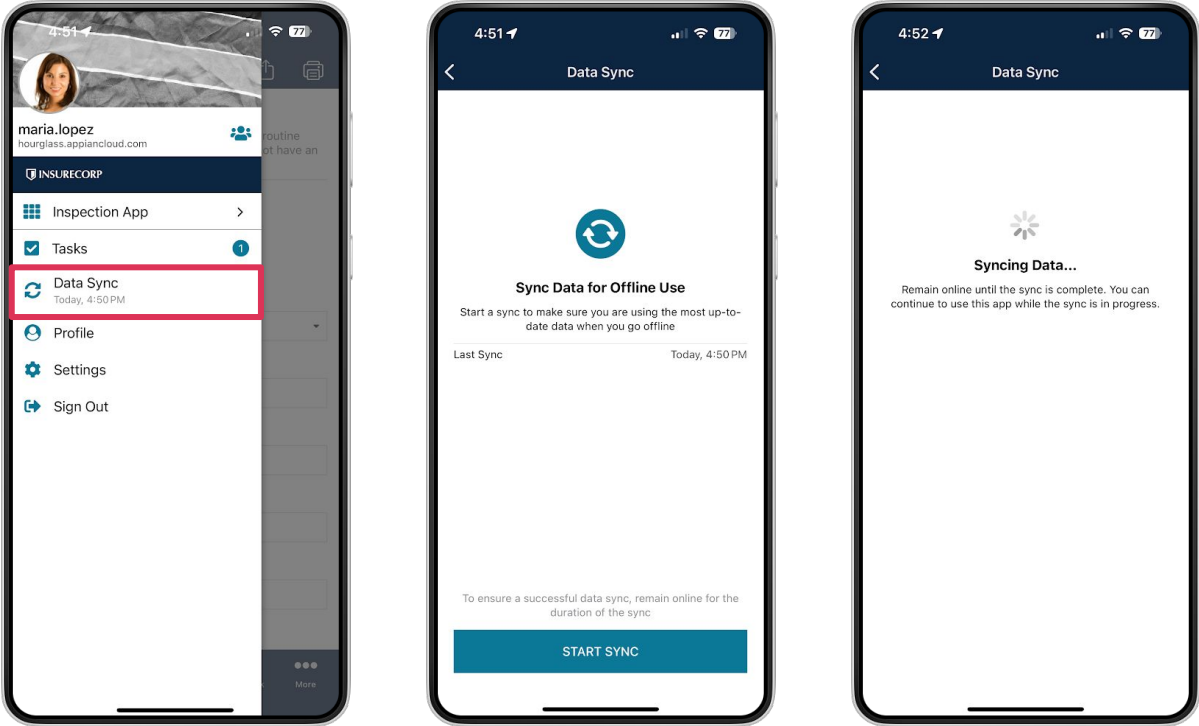 4:51
77
maria.lopez
hourglass.appiancloud.com
routine
ot have an
INSURECORP
Inspection App
Tasks
1
Data Sync
Today, 4:50 PM
Profile
Settings
Sign Out
More
4:51
77
Data Sync
Sync Data for Offline Use
Start a sync to make sure you are using the most up-to-
date data when you go offline
Last Sync
Today, 4:50 PM
To ensure a successful data sync, remain online for the
duration of the sync
START SYNC
4:52
77
Data Sync
Syncing Data...
Remain online until the sync is complete. You can
continue to use this app while the sync is in progress.